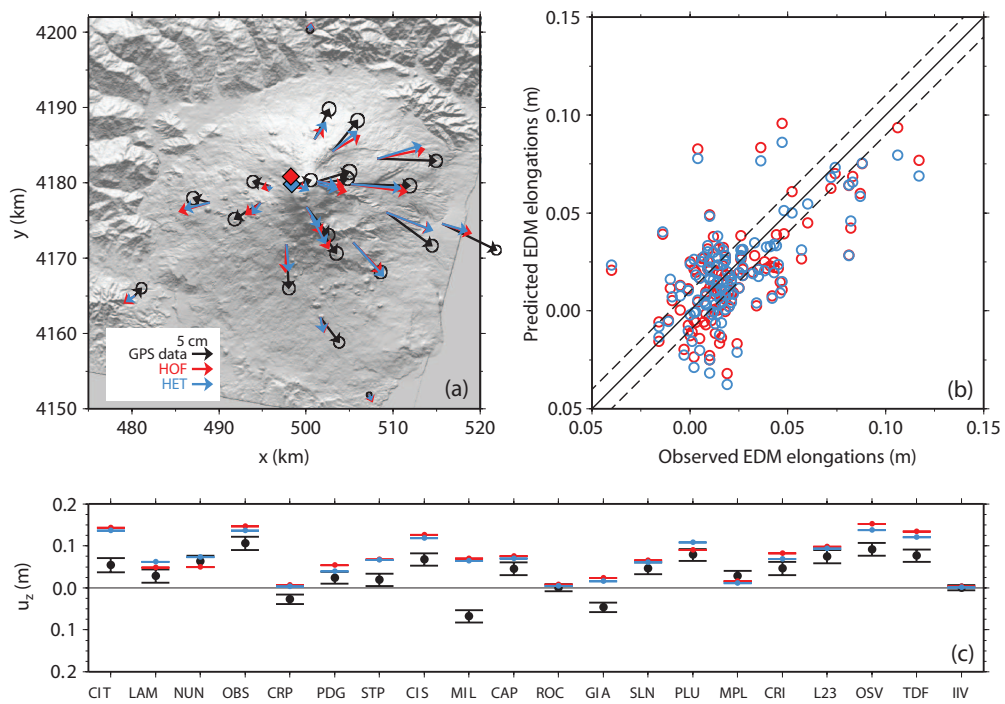 4202
4190
4180
4170
4160
4150
y (km)
480
490
500
510
520
x (km)
5 cm
GPS data
HOF
HET
(a)
0.15
0.10
0.05
0.00
0.05
Predicted EDM elongations (m)
0.05
0.00
0.05
0.10
0.15
Observed EDM elongations (m)
(b)
0.2
0.1
0.0
0.1
0.2
uz (m)
(c)
CIT LAM NUN OBS CRP PDG STP CIS MIL CAP ROC GIA SLN PLU MPL CRI L23 OSV TDF IIV